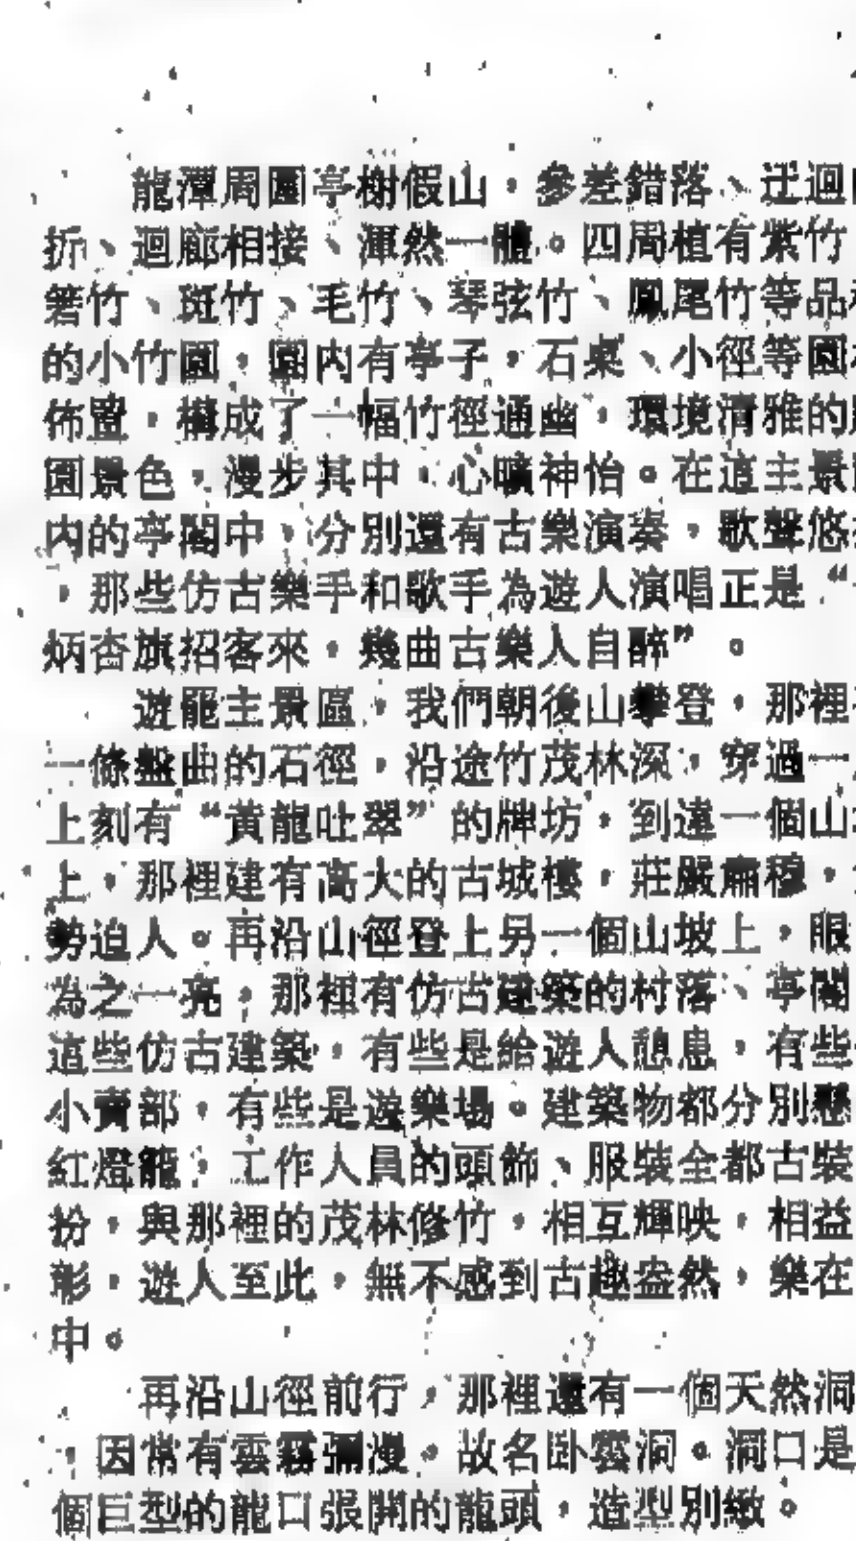 龍潭周圍亭榭假山，參差錯落、迂迴
折、迴廊相接、渾然一體。四周植有紫竹
箬竹、斑竹、毛竹、琴弦竹、鳳尾竹等品
的小竹園，園內有亭子，石桌、小徑等園
佈置，構成了一幅竹徑通幽，環境清雅的
園景色，漫步其中，心曠神怡。在這主景
內的亭閣中，分別還有古樂演奏，歌聲悠
，那些仿古樂手和歌手為遊人演唱正是“
炳杏旗招客來，幾曲古樂人自醉”。
遊罷主景區，我們朝後山攀登，那裡
一條盤曲的石徑，沿途竹茂林深，穿過一
上刻有“黃龍吐翠”的牌坊，到達一個山
上，那裡建有高大的古城樓，莊嚴肅穆，
勢迫人。再沿山徑登上另一個山坡上，眼
為之一亮，那裡有仿古建築的村落、亭閣
這些仿古建築，有些是給遊人憩息，有些
小賣部，有些是遊樂場。建築物都分別懸
紅燈籠，工作人員的頭飾、服裝全都古裝
扮，與那裡的茂林修竹，相互輝映，相益
彰，遊人至此，無不感到古趣盎然，樂在
中。
再沿山徑前行，那裡還有一個天然洞
，因常有雲霧彌漫，故名卧雲洞。洞口是
個巨型的龍口張開的龍頭，造型別緻。